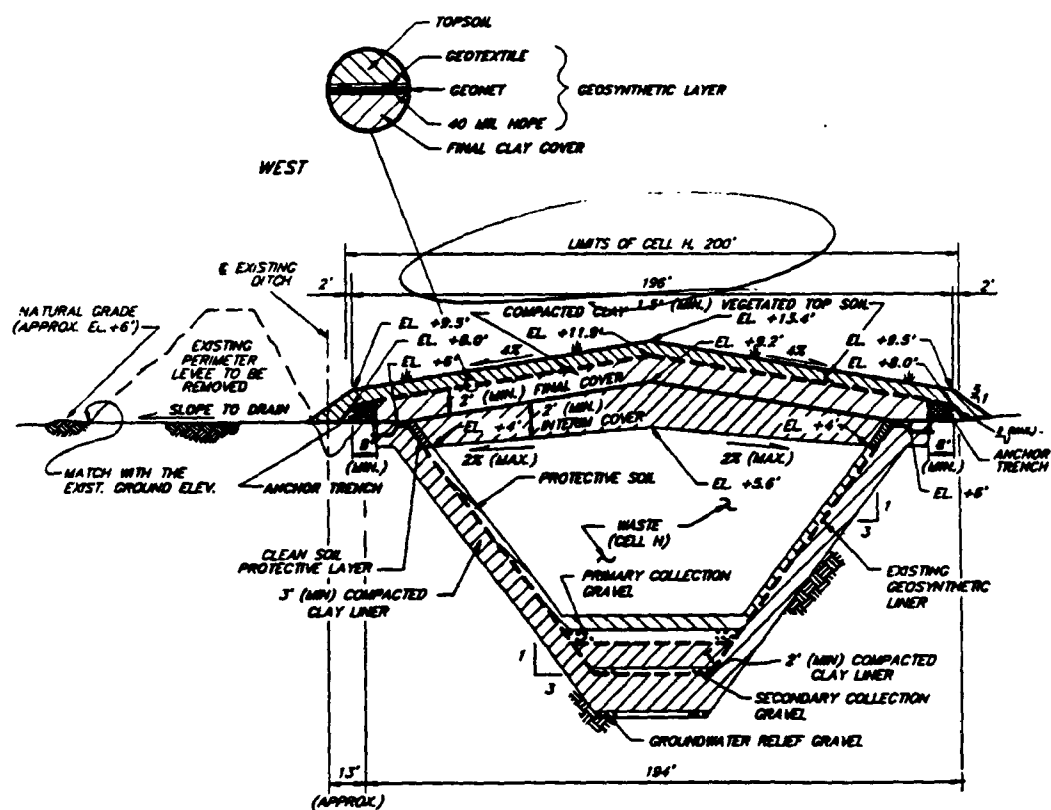 TOPSOIL
GEOTEXTILE
GEONET
GEOSYNTHETIC LAYER
40 MIL HDPE
FINAL CLAY COVER
WEST
LIMITS OF CELL H, 200'
℄ EXISTING
DITCH
2'
196'
2'
NATURAL GRADE
(APPROX. EL.+6')
COMPACTED CLAY
1.5' (MIN.) VEGETATED TOP SOIL
EL. +9.5'
EL. +8.0'
EL. +6'
4%
EL. +11.9'
EL. +13.4'
EL. +9.2'
4%
EL. +9.5'
EL. +8.0'
EXISTING
PERIMETER
LEVEE TO BE
REMOVED
2' (MIN.) FINAL COVER
2' (MIN.)
INTERIM COVER
SLOPE TO DRAIN
EL. +4'
EL. +4'
2% (MAX.)
2% (MAX.)
8'
(MIN.)
8'
(MIN.)
ANCHOR
TRENCH
EL. +6'
MATCH WITH THE
EXIST. GROUND ELEV.
ANCHOR TRENCH
PROTECTIVE SOIL
EL. +5.6'
1
3
WASTE
(CELL H)
CLEAN SOIL
PROTECTIVE LAYER
PRIMARY COLLECTION
GRAVEL
EXISTING
GEOSYNTHETIC
LINER
3' (MIN) COMPACTED
CLAY LINER
1
3
2' (MIN) COMPACTED
CLAY LINER
SECONDARY COLLECTION
GRAVEL
GROUNDWATER RELIEF GRAVEL
13'
(APPROX.)
194'